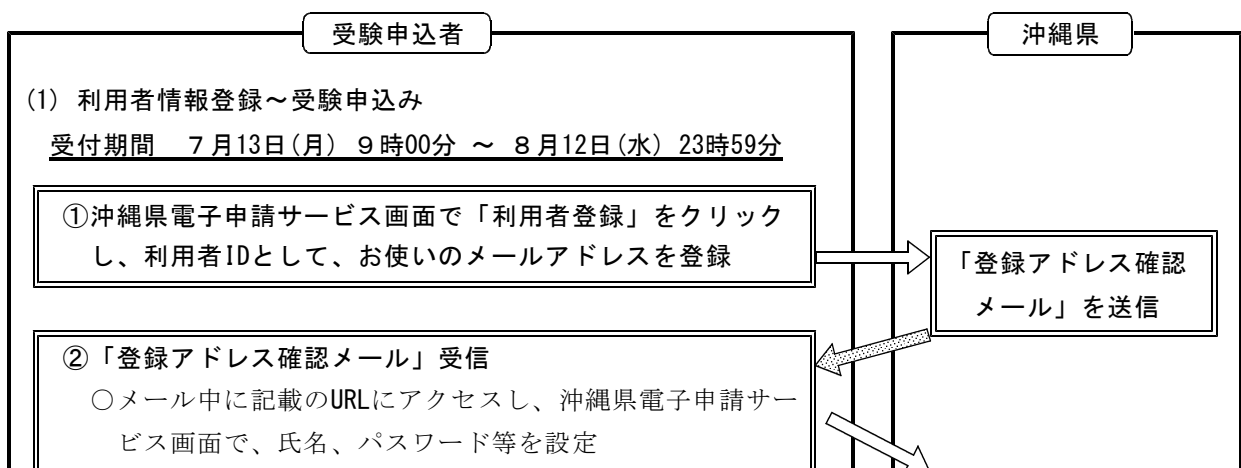 受験申込者
沖縄県
(1) 利用者情報登録～受験申込み
受付期間　７月13日(月) ９時00分 ～ ８月12日(水) 23時59分
①沖縄県電子申請サービス画面で「利用者登録」をクリック
し、利用者IDとして、お使いのメールアドレスを登録
「登録アドレス確認
メール」を送信
②「登録アドレス確認メール」受信
○メール中に記載のURLにアクセスし、沖縄県電子申請サー
ビス画面で、氏名、パスワード等を設定